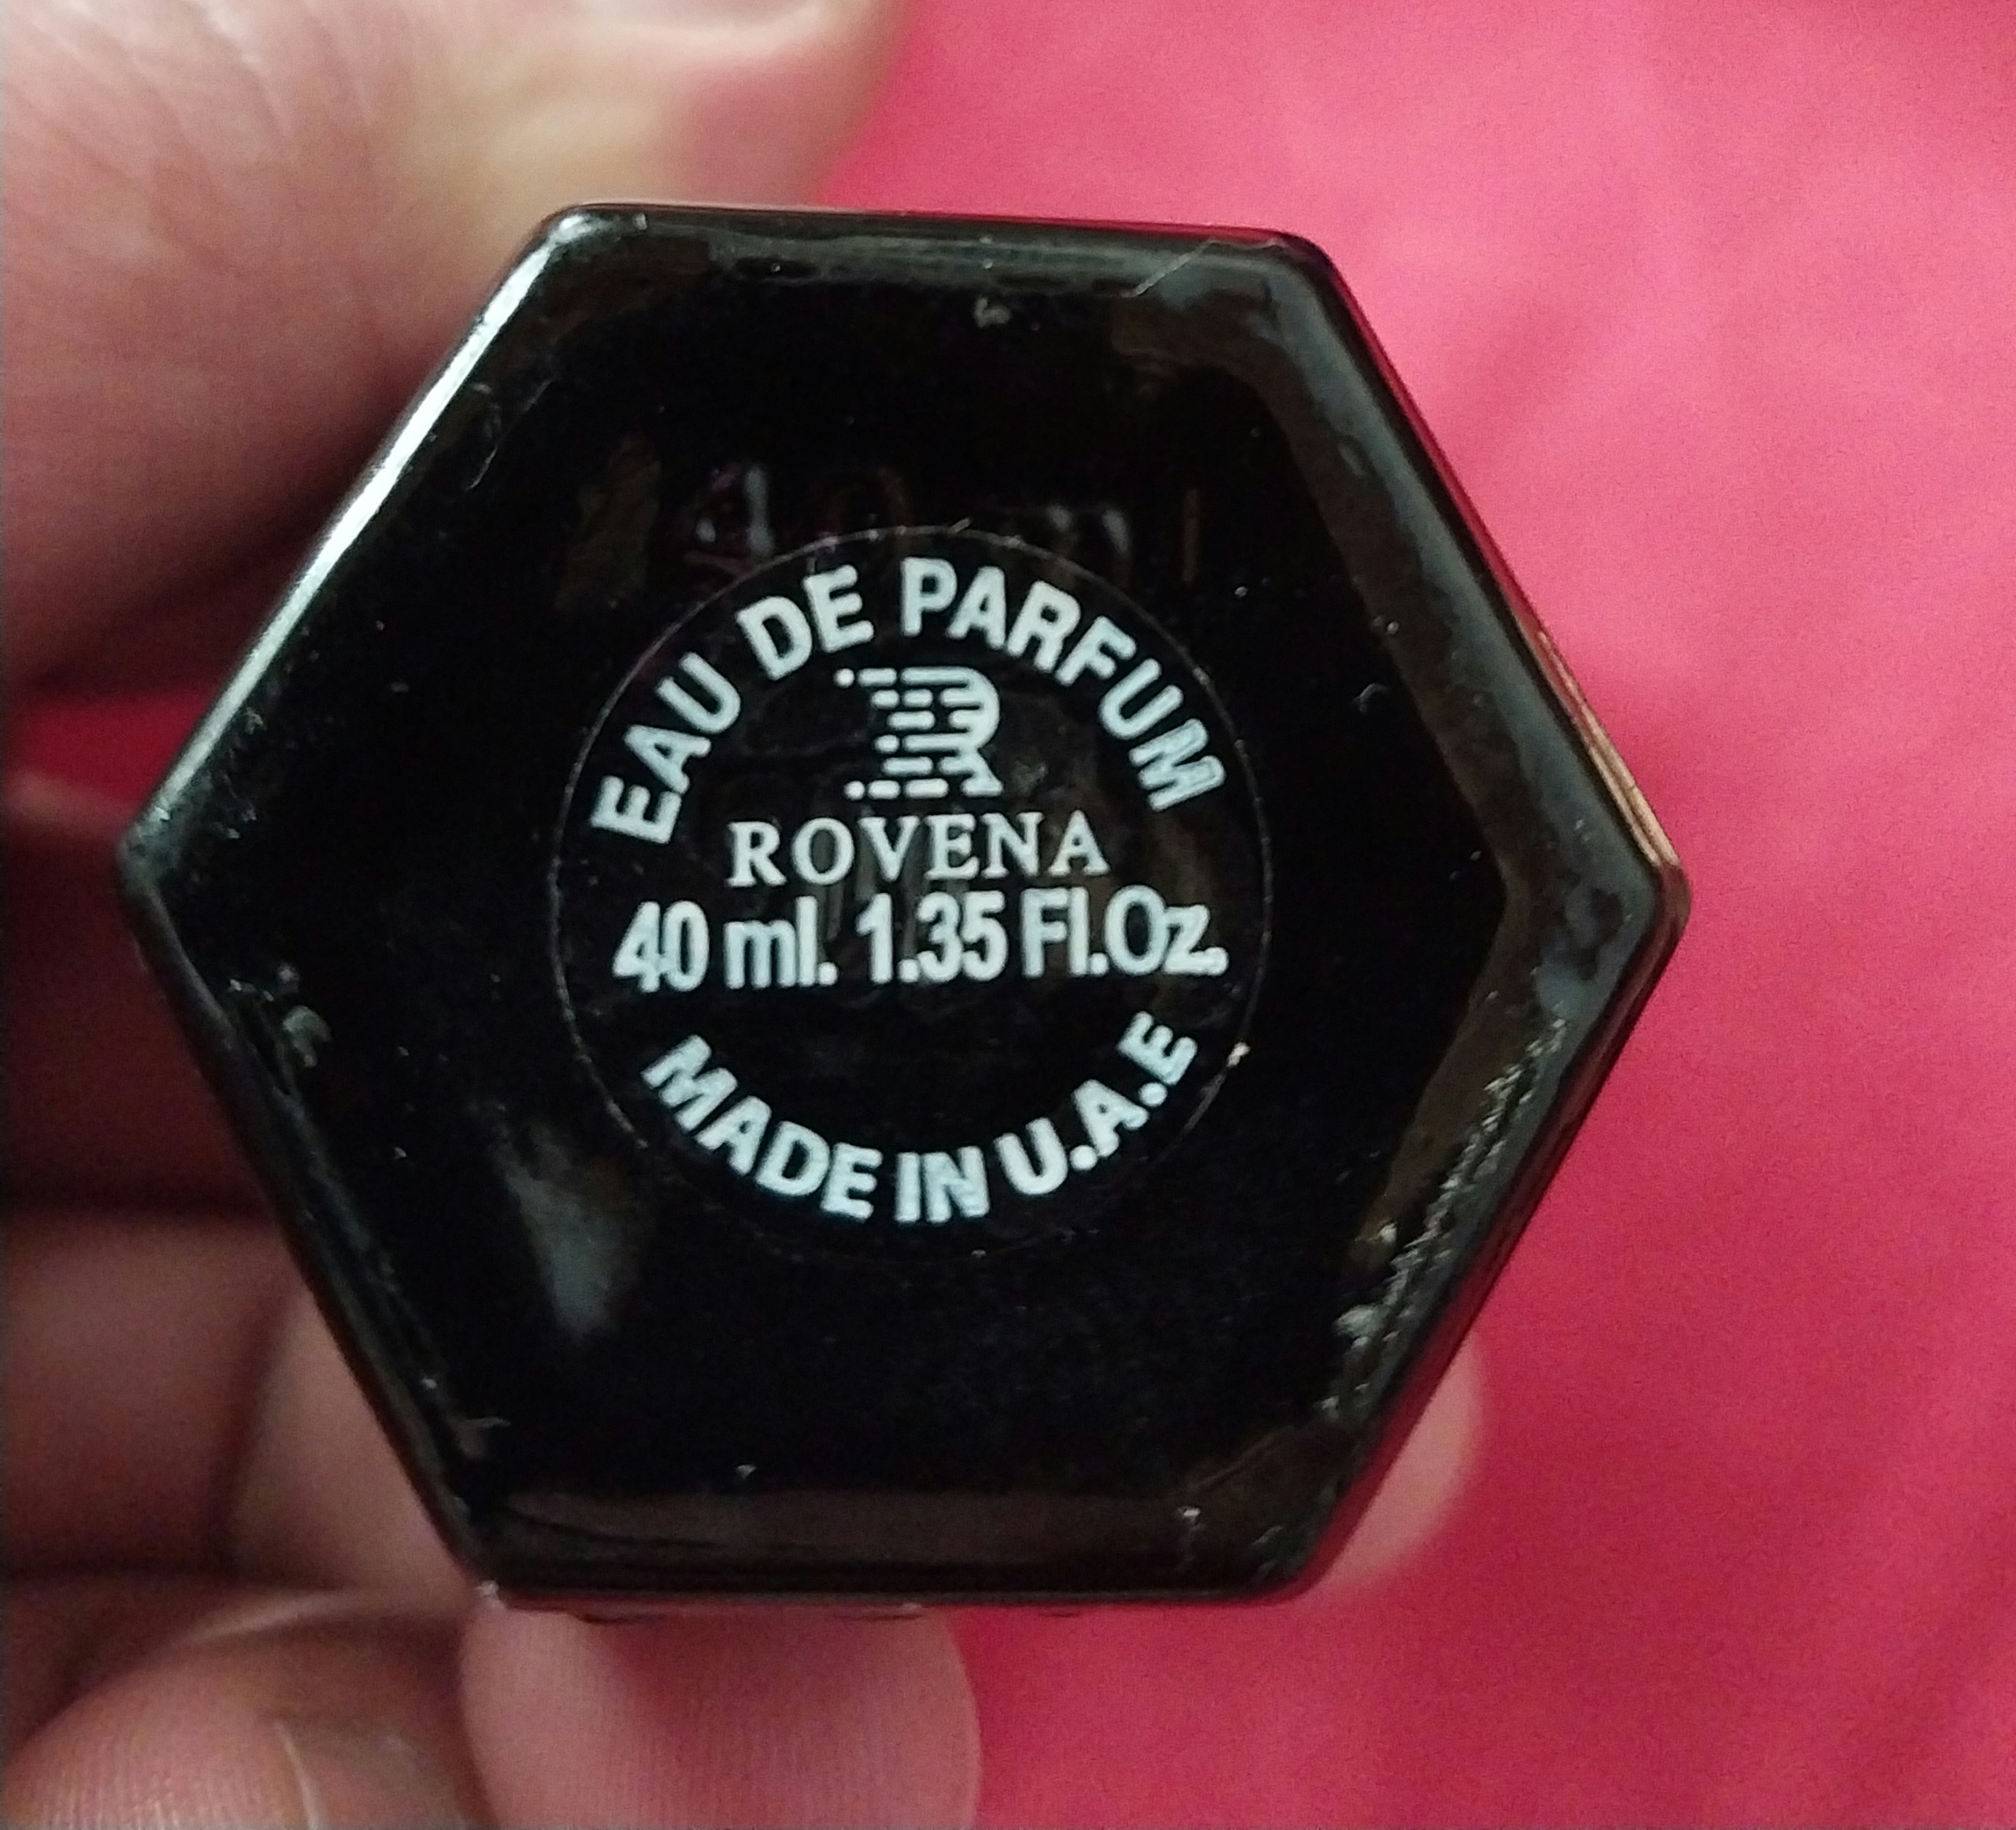 EAU DE PARFUM
R
ROVENA
40 ml. 1.35 Fl.Oz.
MADE IN U.A.E